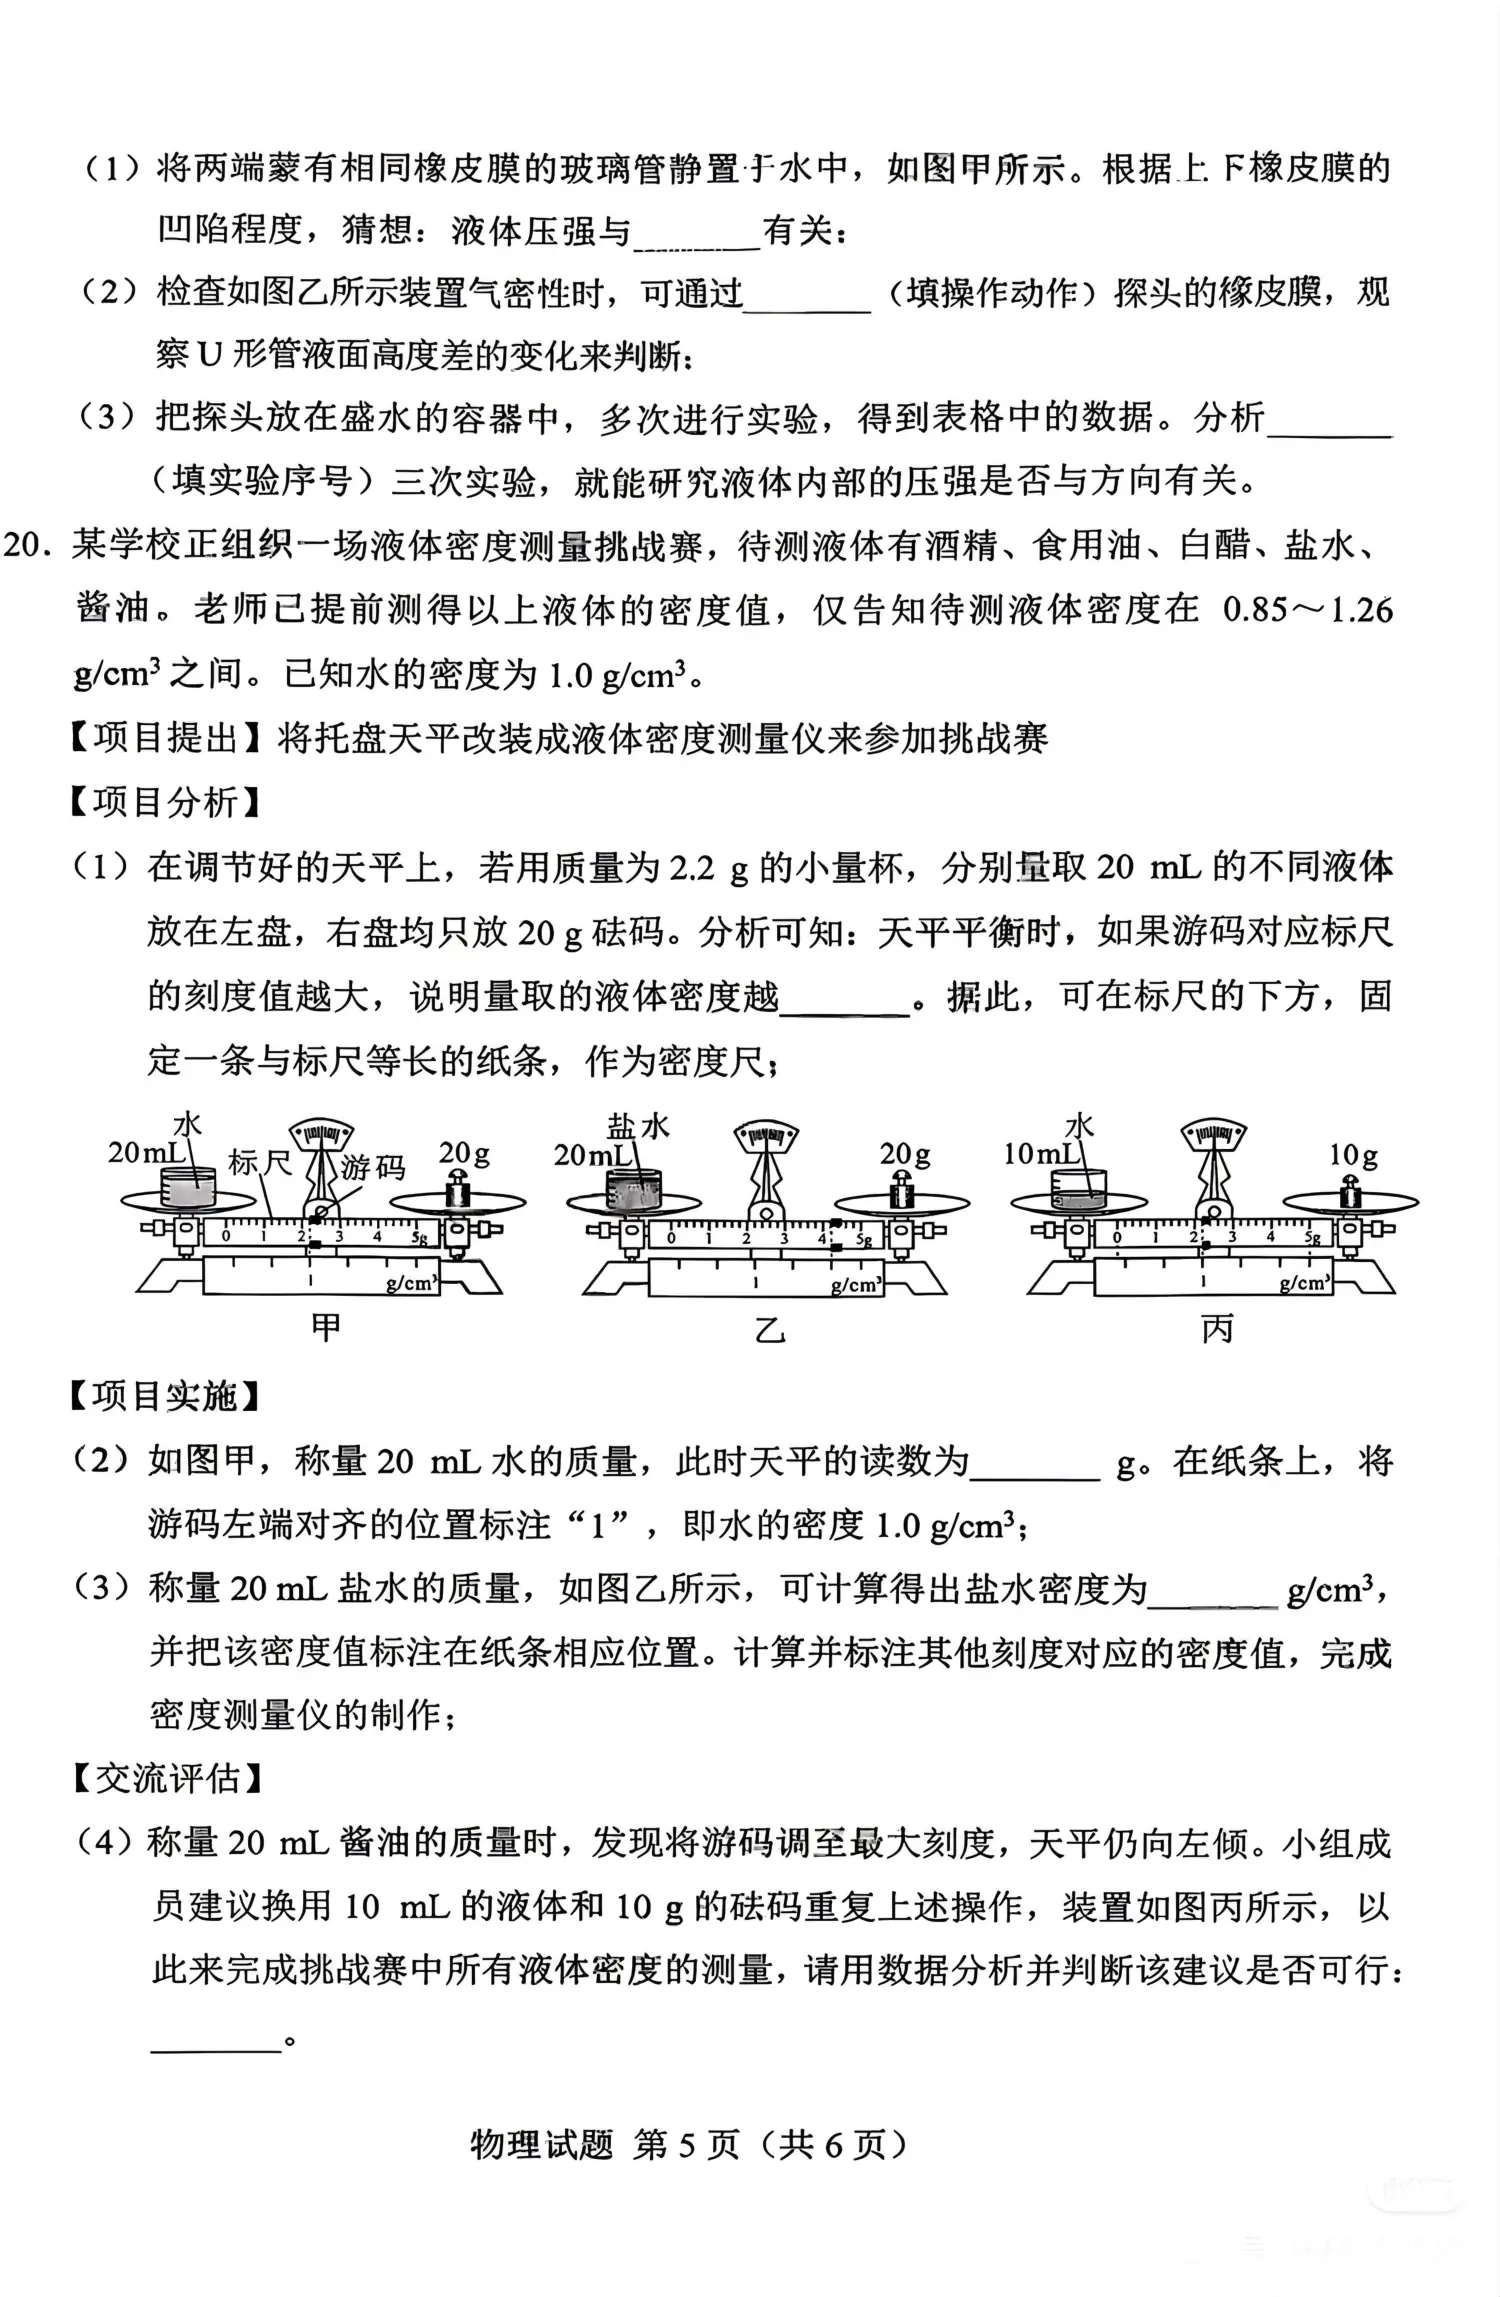 （1）将两端蒙有相同橡皮膜的玻璃管静置于水中，如图甲所示。根据上下橡皮膜的
凹陷程度，猜想：液体压强与________有关；
（2）检查如图乙所示装置气密性时，可通过________（填操作动作）探头的橡皮膜，观
察U形管液面高度差的变化来判断；
（3）把探头放在盛水的容器中，多次进行实验，得到表格中的数据。分析________
（填实验序号）三次实验，就能研究液体内部的压强是否与方向有关。
20．某学校正组织一场液体密度测量挑战赛，待测液体有酒精、食用油、白醋、盐水、
酱油。老师已提前测得以上液体的密度值，仅告知待测液体密度在 0.85～1.26
g/cm³之间。已知水的密度为1.0 g/cm³。
【项目提出】将托盘天平改装成液体密度测量仪来参加挑战赛
【项目分析】
（1）在调节好的天平上，若用质量为2.2 g的小量杯，分别量取20 mL的不同液体
放在左盘，右盘均只放20 g砝码。分析可知：天平平衡时，如果游码对应标尺
的刻度值越大，说明量取的液体密度越________。据此，可在标尺的下方，固
定一条与标尺等长的纸条，作为密度尺；
水 20mL 标尺 游码 20g
0 1 2 3 4 5g
1 g/cm³
甲
盐水 20mL 20g
0 1 2 3 4 5g
1 g/cm³
乙
水 10mL 10g
0 1 2 3 4 5g
1 g/cm³
丙
【项目实施】
（2）如图甲，称量20 mL水的质量，此时天平的读数为________ g。在纸条上，将
游码左端对齐的位置标注“1”，即水的密度1.0 g/cm³；
（3）称量20 mL盐水的质量，如图乙所示，可计算得出盐水密度为________ g/cm³，
并把该密度值标注在纸条相应位置。计算并标注其他刻度对应的密度值，完成
密度测量仪的制作；
【交流评估】
（4）称量20 mL酱油的质量时，发现将游码调至最大刻度，天平仍向左倾。小组成
员建议换用10 mL的液体和10 g的砝码重复上述操作，装置如图丙所示，以
此来完成挑战赛中所有液体密度的测量，请用数据分析并判断该建议是否可行：
________。
物理试题 第5页（共6页）